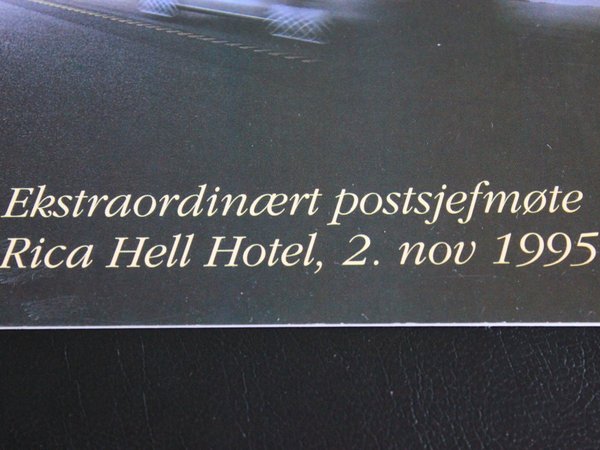 Ekstraordinært postsjefmøte
Rica Hell Hotel, 2. nov 1995